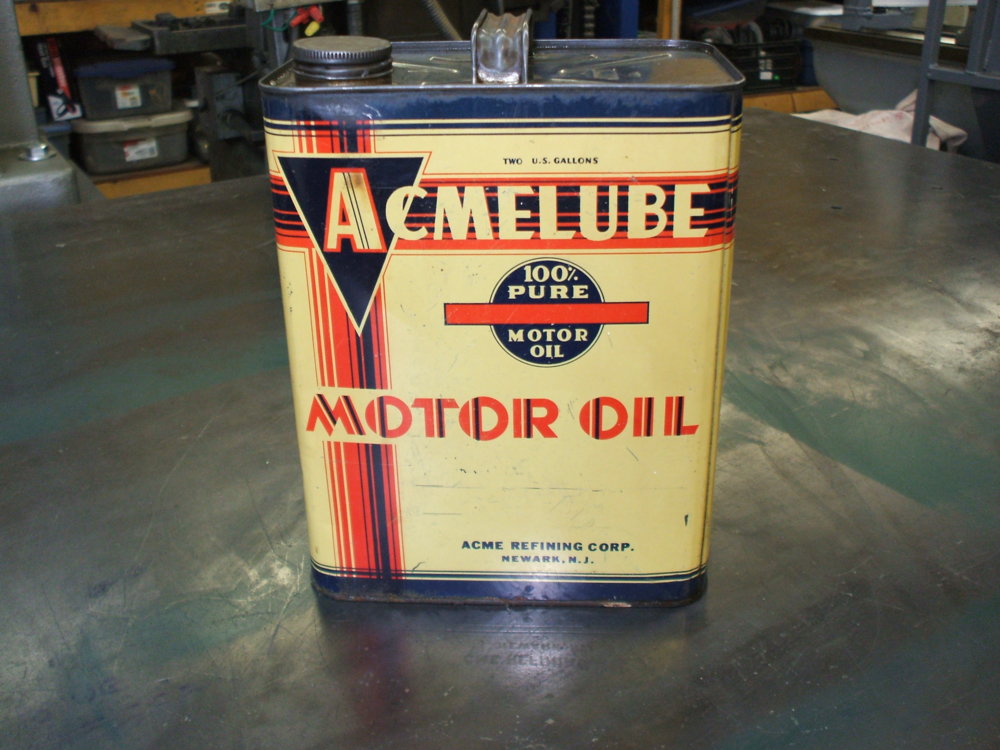 TWO U.S. GALLONS
ACMELUBE
100% PURE
MOTOR OIL
MOTOR OIL
ACME REFINING CORP.
NEWARK, N.J.